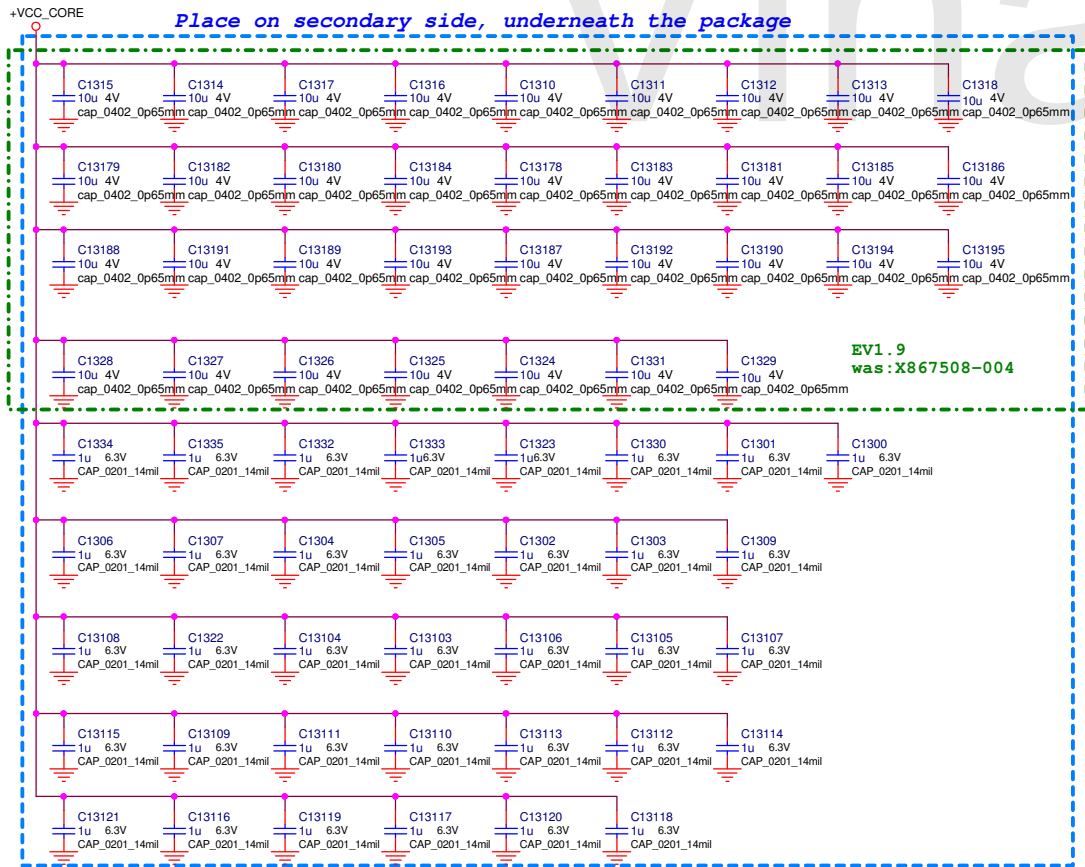 +VCC_CORE
Place on secondary side, underneath the package
C1315 C1314 C1317 C1316 C1310 C1311 C1312 C1313 C1318
10u 4V 10u 4V 10u 4V 10u 4V 10u 4V 10u 4V 10u 4V 10u 4V 10u 4V
cap_0402_0p65mm cap_0402_0p65mm cap_0402_0p65mm cap_0402_0p65mm cap_0402_0p65mm cap_0402_0p65mm cap_0402_0p65mm cap_0402_0p65mm cap_0402_0p65mm
C13179 C13182 C13180 C13184 C13178 C13183 C13181 C13185 C13186
10u 4V 10u 4V 10u 4V 10u 4V 10u 4V 10u 4V 10u 4V 10u 4V 10u 4V
cap_0402_0p65mm cap_0402_0p65mm cap_0402_0p65mm cap_0402_0p65mm cap_0402_0p65mm cap_0402_0p65mm cap_0402_0p65mm cap_0402_0p65mm cap_0402_0p65mm
C13188 C13191 C13189 C13193 C13187 C13192 C13190 C13194 C13195
10u 4V 10u 4V 10u 4V 10u 4V 10u 4V 10u 4V 10u 4V 10u 4V 10u 4V
cap_0402_0p65mm cap_0402_0p65mm cap_0402_0p65mm cap_0402_0p65mm cap_0402_0p65mm cap_0402_0p65mm cap_0402_0p65mm cap_0402_0p65mm cap_0402_0p65mm
C1328 C1327 C1326 C1325 C1324 C1331 C1329
10u 4V 10u 4V 10u 4V 10u 4V 10u 4V 10u 4V 10u 4V
cap_0402_0p65mm cap_0402_0p65mm cap_0402_0p65mm cap_0402_0p65mm cap_0402_0p65mm cap_0402_0p65mm cap_0402_0p65mm
EV1.9
was:X867508-004
C1334 C1335 C1332 C1333 C1323 C1330 C1301 C1300
1u 6.3V 1u 6.3V 1u 6.3V 1u6.3V 1u6.3V 1u 6.3V 1u 6.3V 1u 6.3V
CAP_0201_14mil CAP_0201_14mil CAP_0201_14mil CAP_0201_14mil CAP_0201_14mil CAP_0201_14mil CAP_0201_14mil CAP_0201_14mil
C1306 C1307 C1304 C1305 C1302 C1303 C1309
1u 6.3V 1u 6.3V 1u 6.3V 1u 6.3V 1u 6.3V 1u 6.3V 1u 6.3V
CAP_0201_14mil CAP_0201_14mil CAP_0201_14mil CAP_0201_14mil CAP_0201_14mil CAP_0201_14mil CAP_0201_14mil
C13108 C1322 C13104 C13103 C13106 C13105 C13107
1u 6.3V 1u 6.3V 1u 6.3V 1u 6.3V 1u 6.3V 1u 6.3V 1u 6.3V
CAP_0201_14mil CAP_0201_14mil CAP_0201_14mil CAP_0201_14mil CAP_0201_14mil CAP_0201_14mil CAP_0201_14mil
C13115 C13109 C13111 C13110 C13113 C13112 C13114
1u 6.3V 1u 6.3V 1u 6.3V 1u 6.3V 1u 6.3V 1u 6.3V 1u 6.3V
CAP_0201_14mil CAP_0201_14mil CAP_0201_14mil CAP_0201_14mil CAP_0201_14mil CAP_0201_14mil CAP_0201_14mil
C13121 C13116 C13119 C13117 C13120 C13118
1u 6.3V 1u 6.3V 1u 6.3V 1u 6.3V 1u 6.3V 1u 6.3V
CAP_0201_14mil CAP_0201_14mil CAP_0201_14mil CAP_0201_14mil CAP_0201_14mil CAP_0201_14mil